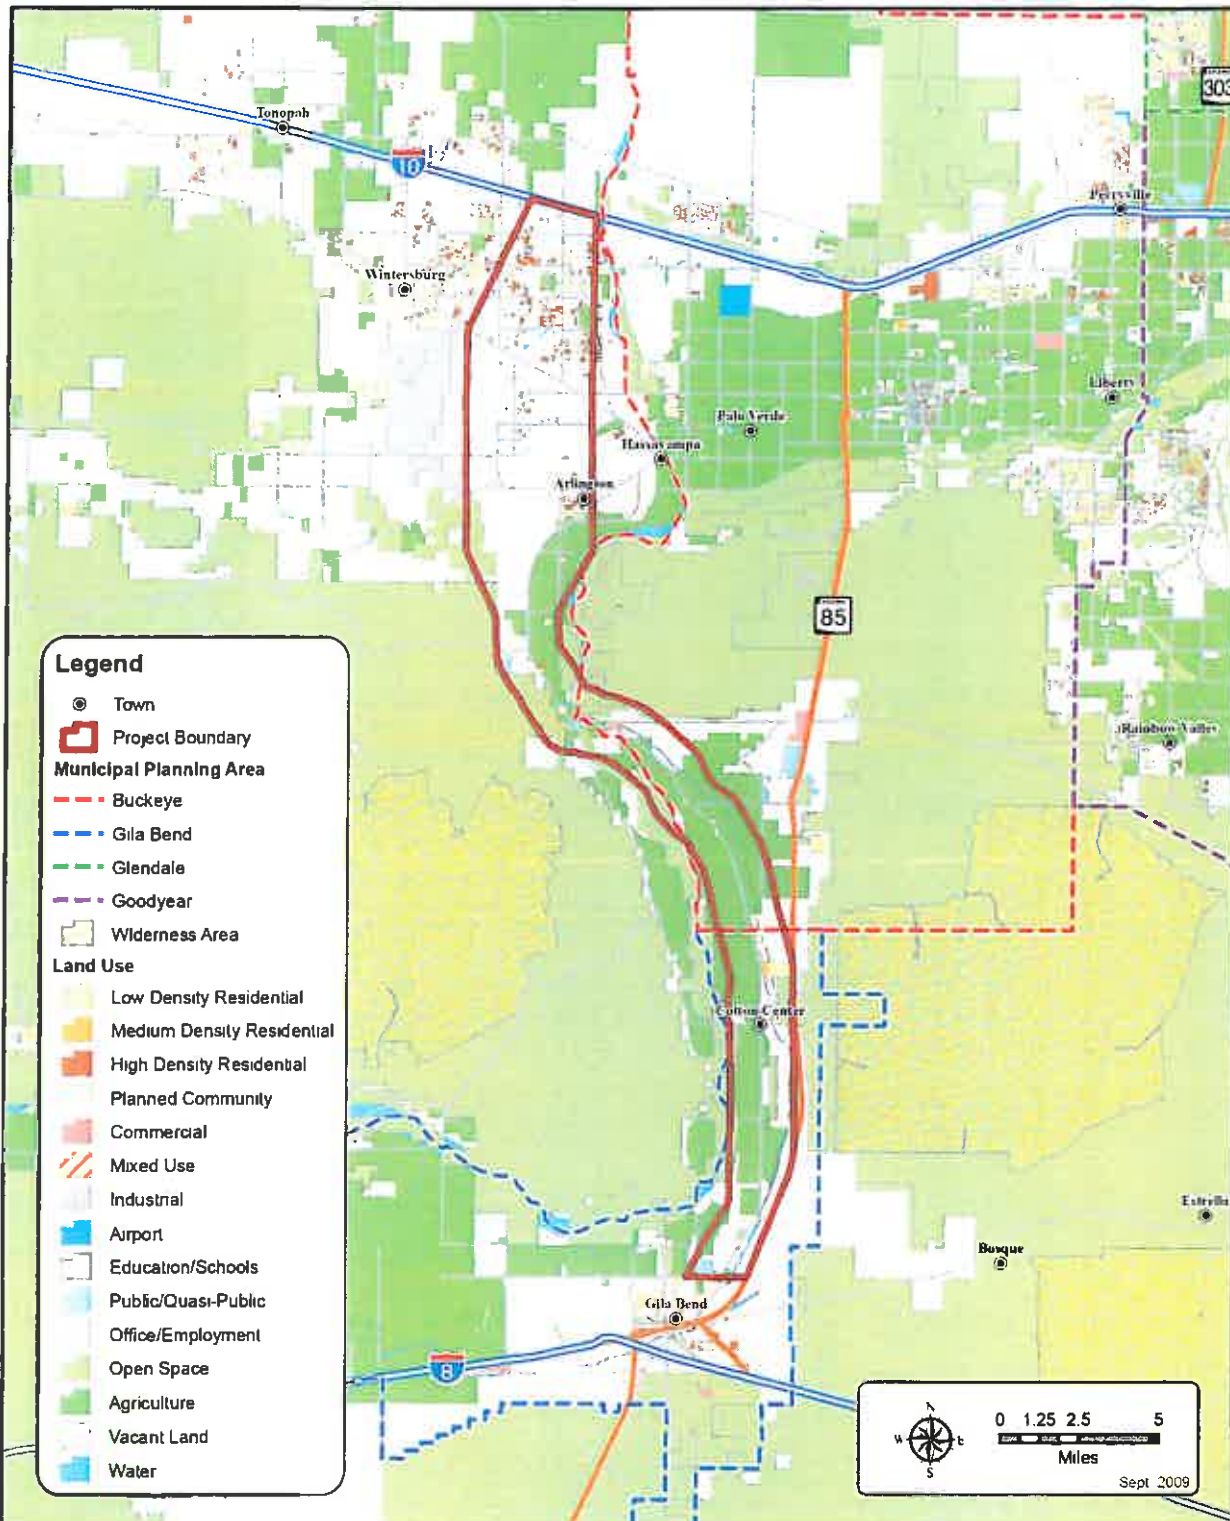 303
Tonopah
10
Perryville
Wintersburg
Liberty
Palo Verde
Hassayampa
Arlington
85
Rainbow Valley
Legend
Town
Project Boundary
Municipal Planning Area
Buckeye
Gila Bend
Glendale
Goodyear
Wilderness Area
Land Use
Low Density Residential
Medium Density Residential
High Density Residential
Planned Community
Commercial
Mixed Use
Industrial
Airport
Education/Schools
Public/Quasi-Public
Office/Employment
Open Space
Agriculture
Vacant Land
Water
Cotton Center
Estrella
Bosque
Gila Bend
8
N
W E
S
0 1.25 2.5 5
Miles
Sept 2009